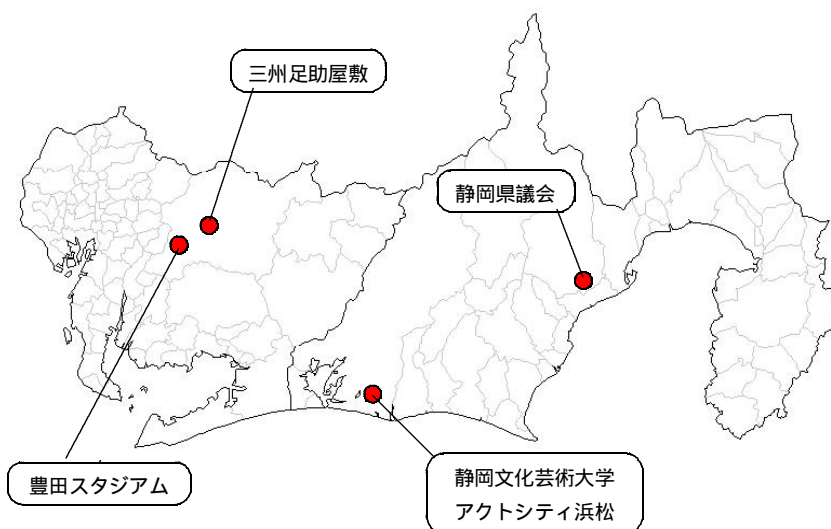 三州足助屋敷
静岡県議会
豊田スタジアム
静岡文化芸術大学
アクトシティ浜松